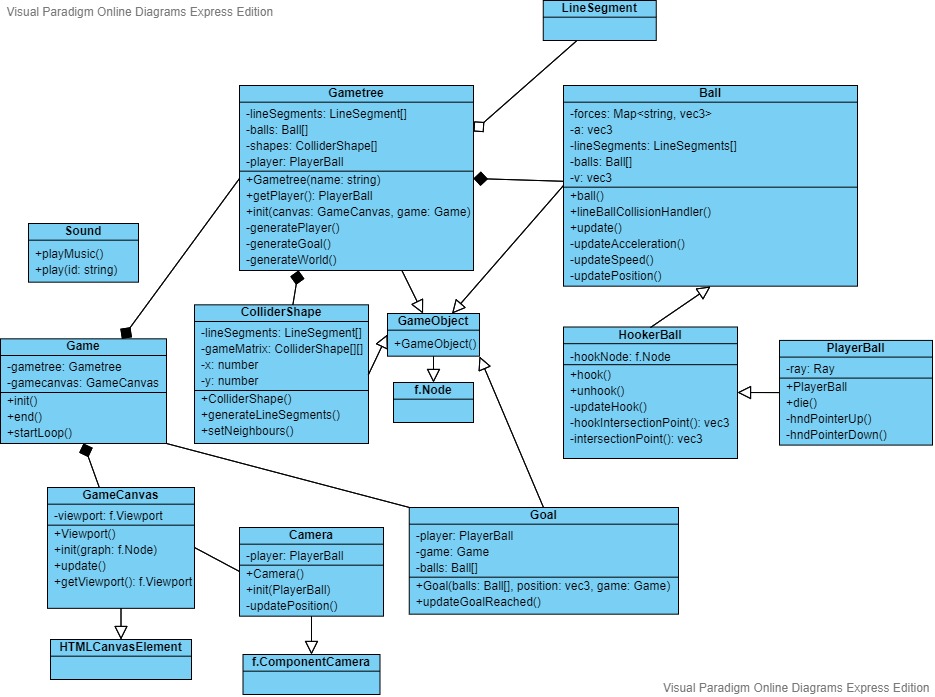 Visual Paradigm Online Diagrams Express Edition
LineSegment
Gametree
-lineSegments: LineSegment[]
-balls: Ball[]
-shapes: ColliderShape[]
-player: PlayerBall
+Gametree(name: string)
+getPlayer(): PlayerBall
+init(canvas: GameCanvas, game: Game)
-generatePlayer()
-generateGoal()
-generateWorld()
Ball
-forces: Map<string, vec3>
-a: vec3
-lineSegments: LineSegments[]
-balls: Ball[]
-v: vec3
+ball()
+lineBallCollisionHandler()
+update()
-updateAcceleration()
-updateSpeed()
-updatePosition()
Sound
+playMusic()
+play(id: string)
ColliderShape
-lineSegments: LineSegment[]
-gameMatrix: ColliderShape[][]
-x: number
-y: number
+ColliderShape()
+generateLineSegments()
+setNeighbours()
GameObject
+GameObject()
f.Node
HookerBall
-hookNode: f.Node
+hook()
+unhook()
-updateHook()
-hookIntersectionPoint(): vec3
-intersectionPoint(): vec3
PlayerBall
-ray: Ray
+PlayerBall
+die()
-hndPointerUp()
-hndPointerDown()
Game
-gametree: Gametree
-gamecanvas: GameCanvas
+init()
+end()
+startLoop()
GameCanvas
-viewport: f.Viewport
+Viewport()
+init(graph: f.Node)
+update()
+getViewport(): f.Viewport
Camera
-player: PlayerBall
+Camera()
+init(PlayerBall)
-updatePosition()
Goal
-player: PlayerBall
-game: Game
-balls: Ball[]
+Goal(balls: Ball[], position: vec3, game: Game)
+updateGoalReached()
HTMLCanvasElement
f.ComponentCamera
Visual Paradigm Online Diagrams Express Edition